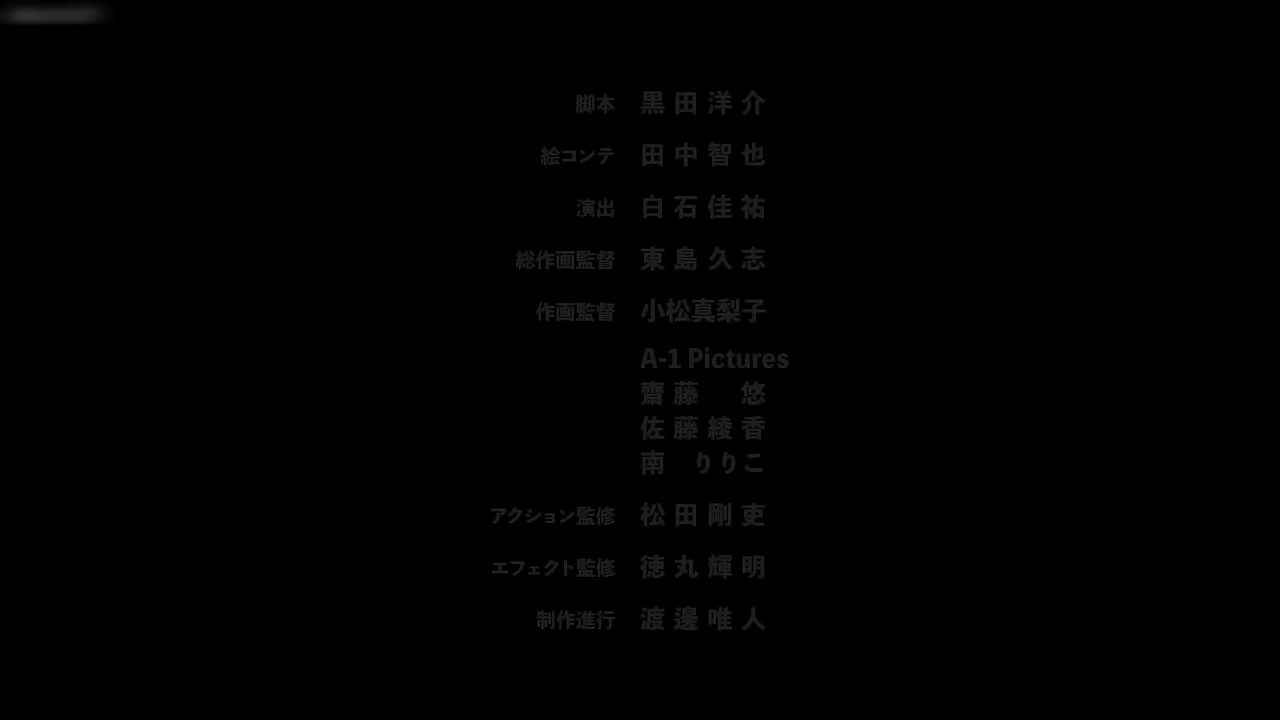 脚本 黒田洋介
絵コンテ 田中智也
演出 白石佳祐
総作画監督 東島久志
作画監督 小松真梨子
A-1 Pictures
齋藤 悠
佐藤綾香
南 りりこ
アクション監修 松田剛吏
エフェクト監修 徳丸輝明
制作進行 渡邊唯人